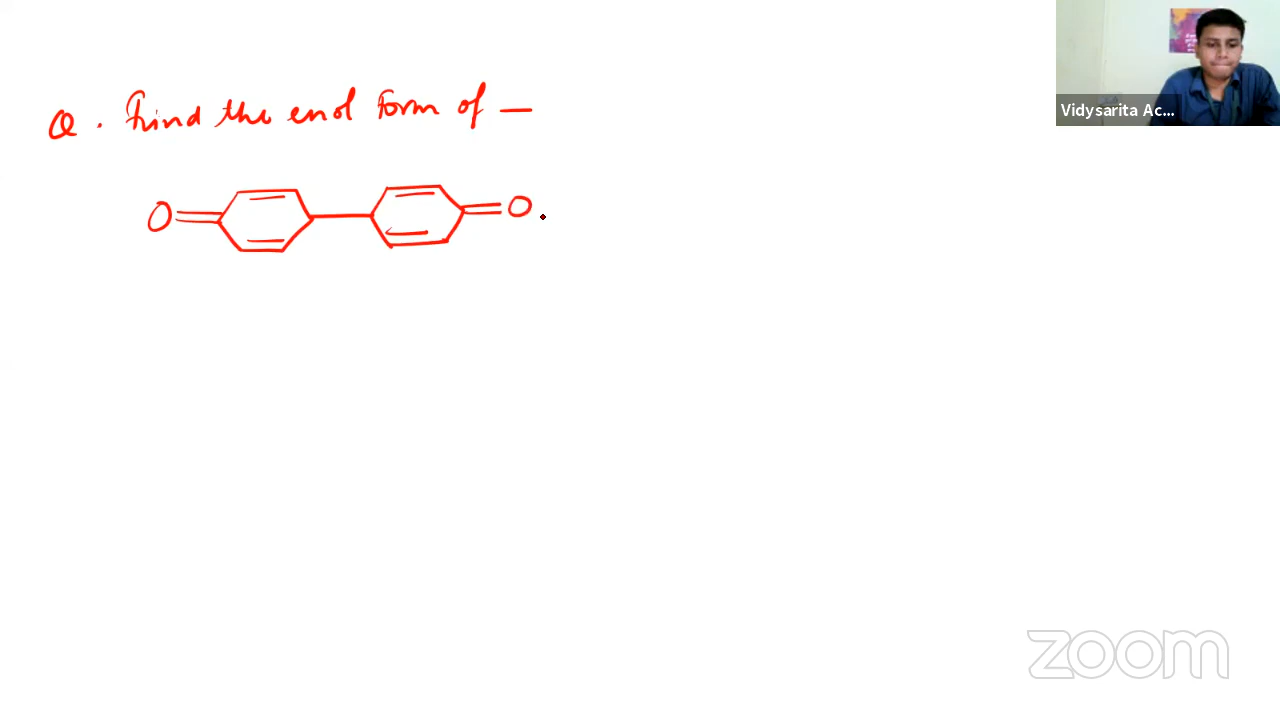 Q. Find the enol form of —
O O
Vidysarita Ac...
zoom